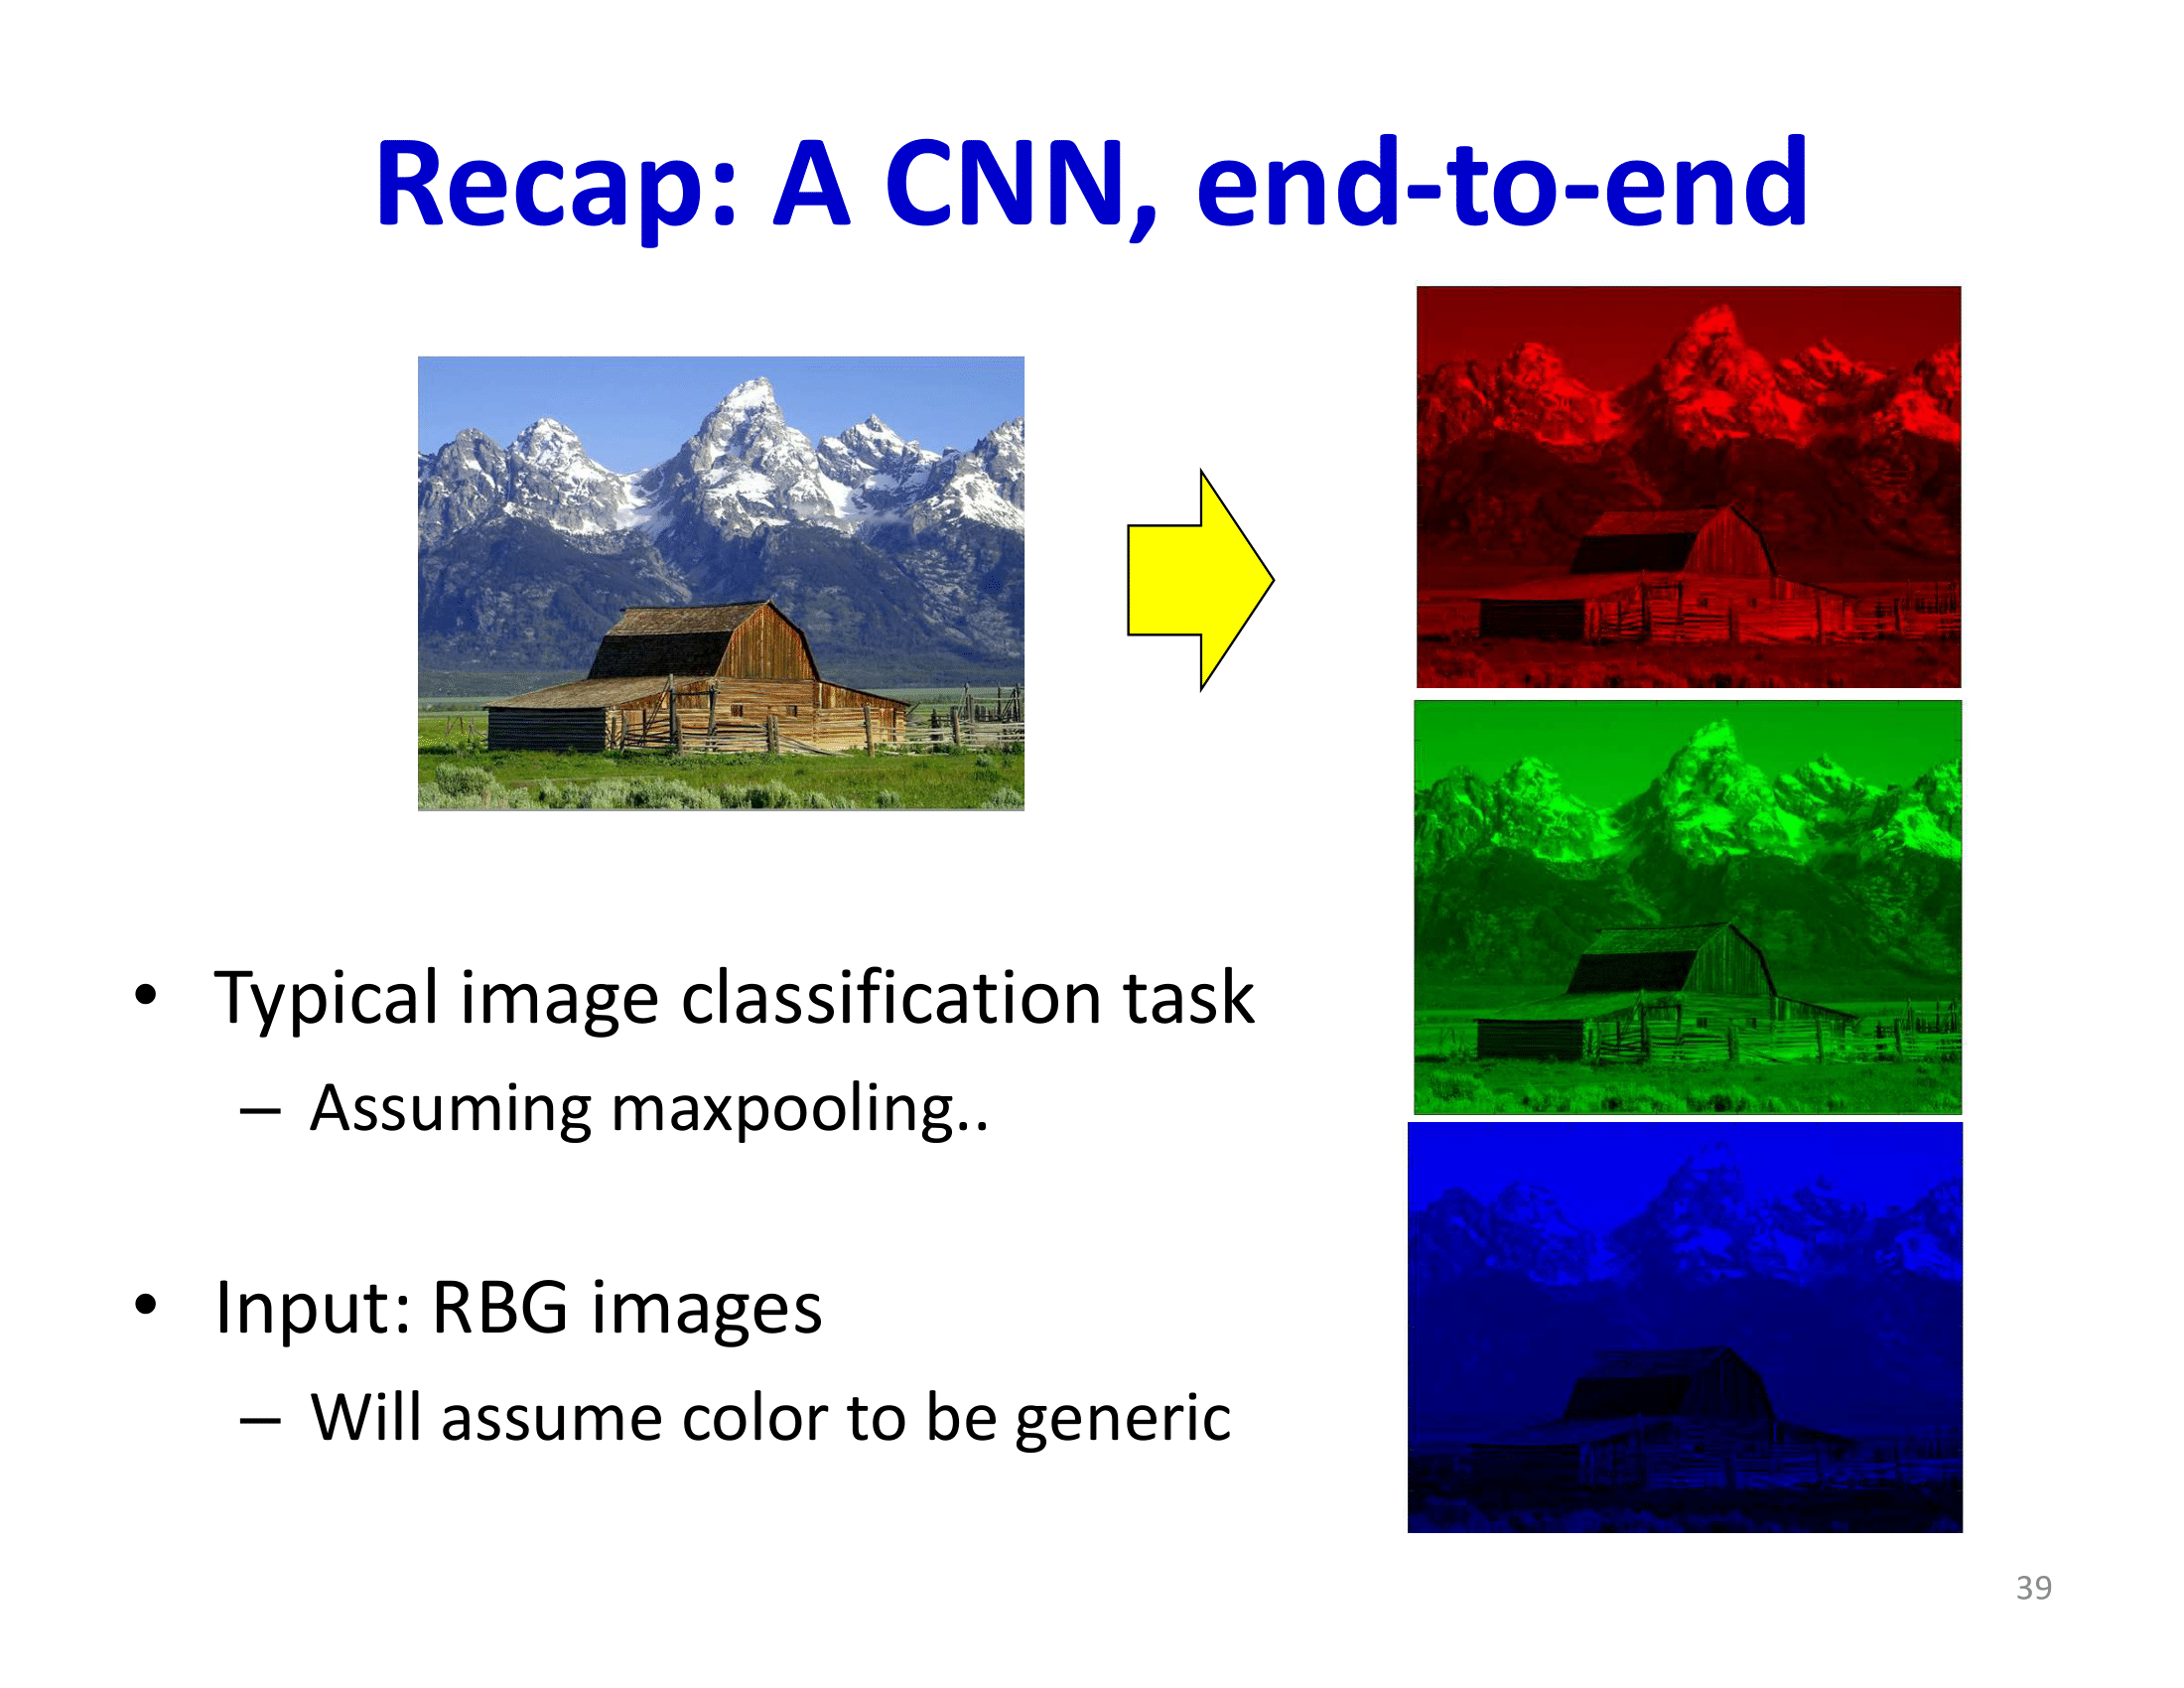 Recap: A CNN, end-to-end
• Typical image classification task
– Assuming maxpooling..
• Input: RBG images
– Will assume color to be generic
39